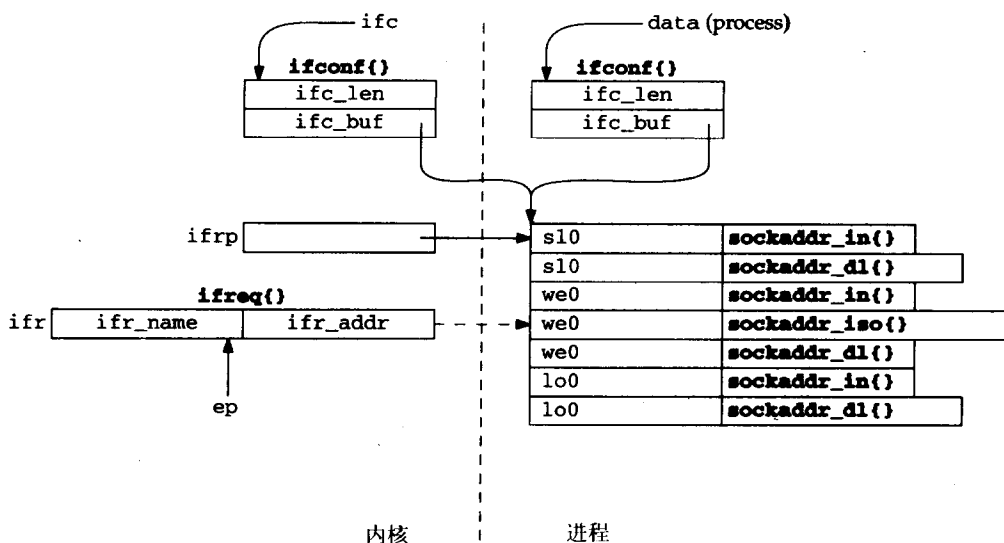 ifc
data (process)
ifconf{}
ifconf{}
ifc_len
ifc_len
ifc_buf
ifc_buf
ifrp
sl0 sockaddr_in{}
sl0 sockaddr_dl{}
ifreq{}
we0 sockaddr_in{}
ifr ifr_name ifr_addr
we0 sockaddr_iso{}
we0 sockaddr_dl{}
ep
lo0 sockaddr_in{}
lo0 sockaddr_dl{}
内核
进程